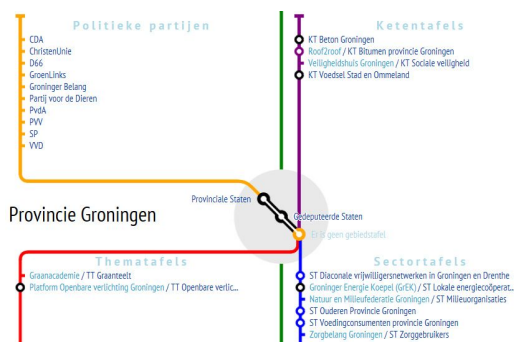 Politieke partijen
CDA
ChristenUnie
D66
GroenLinks
Groninger Belang
Partij voor de Dieren
PvdA
PVV
SP
VVD
Ketentafels
KT Beton Groningen
Roof2roof / KT Bitumen provincie Groningen
Veiligheidshuis Groningen / KT Sociale veiligheid
KT Voedsel Stad en Ommeland
Provinciale Staten
Gedeputeerde Staten
Er is geen gebiedstafel.
Provincie Groningen
Thematafels
Graanacademie / TT Graanteelt
Platform Openbare verlichting Groningen / TT Openbare verlic...
Sectortafels
ST Diaconale vrijwilligersnetwerken in Groningen en Drenthe
Groninger Energie Koepel (GrEK) / ST Lokale energiecoöperat...
Natuur en Milieufederatie Groningen / ST Milieuorganisaties
ST Ouderen Provincie Groningen
ST Voedingconsumenten provincie Groningen
Zorgbelang Groningen / ST Zorggebruikers